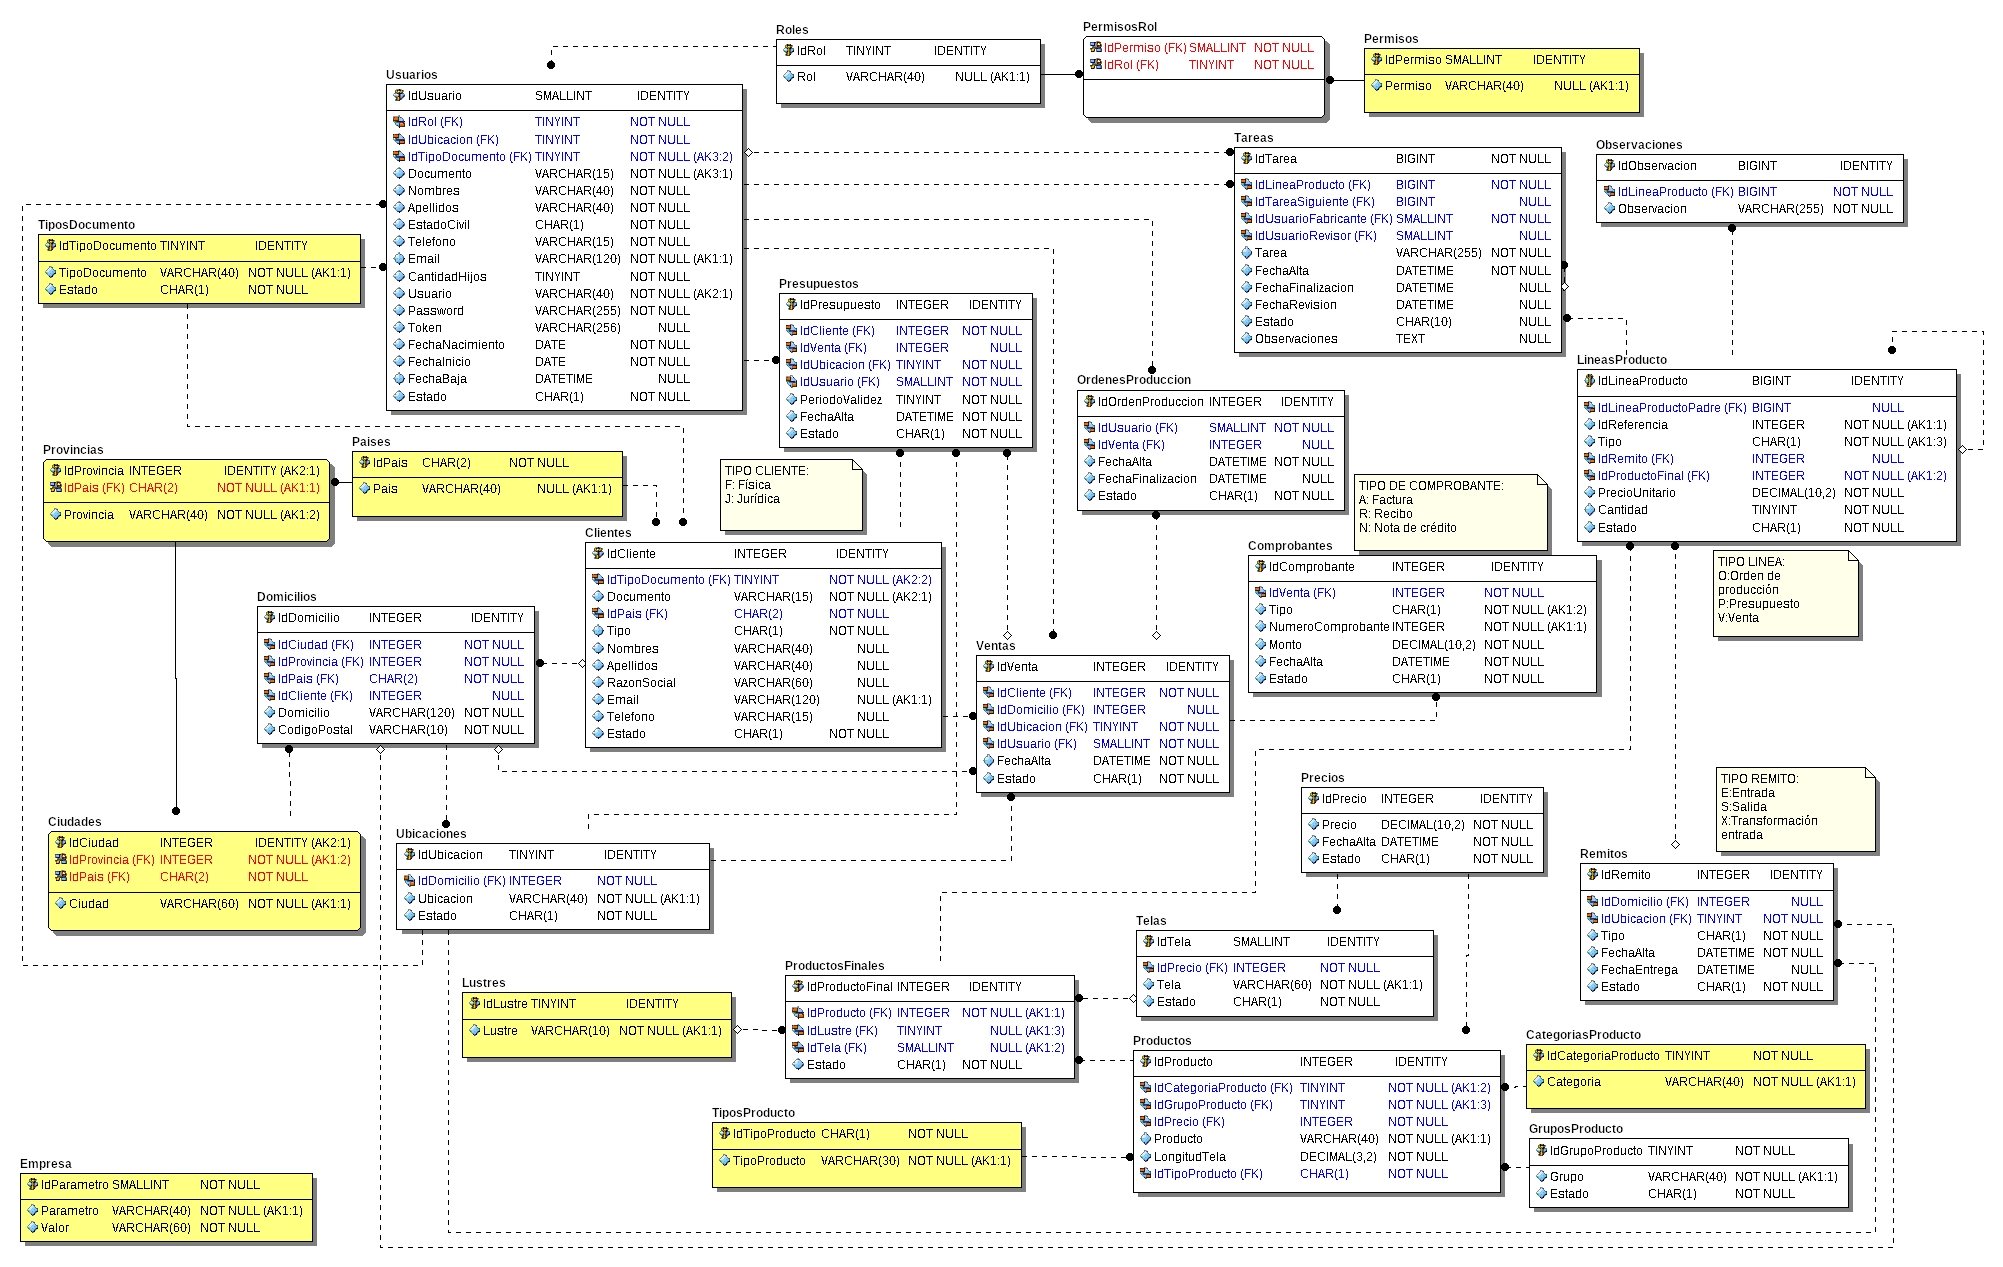 Roles
IdRol TINYINT IDENTITY
Rol VARCHAR(40) NULL (AK1:1)
PermisosRol
IdPermiso (FK) SMALLINT NOT NULL
IdRol (FK) TINYINT NOT NULL
Permisos
IdPermiso SMALLINT IDENTITY
Permiso VARCHAR(40) NULL (AK1:1)
Usuarios
IdUsuario SMALLINT IDENTITY
IdRol (FK) TINYINT NOT NULL
IdUbicacion (FK) TINYINT NOT NULL
IdTipoDocumento (FK) TINYINT NOT NULL (AK3:2)
Documento VARCHAR(15) NOT NULL (AK3:1)
Nombres VARCHAR(40) NOT NULL
Apellidos VARCHAR(40) NOT NULL
EstadoCivil CHAR(1) NOT NULL
Telefono VARCHAR(15) NOT NULL
Email VARCHAR(120) NOT NULL (AK1:1)
CantidadHijos TINYINT NOT NULL
Usuario VARCHAR(40) NOT NULL (AK2:1)
Password VARCHAR(255) NOT NULL
Token VARCHAR(256) NULL
FechaNacimiento DATE NOT NULL
FechaInicio DATE NOT NULL
FechaBaja DATETIME NULL
Estado CHAR(1) NOT NULL
Tareas
IdTarea BIGINT NOT NULL
IdLineaProducto (FK) BIGINT NOT NULL
IdTareaSiguiente (FK) BIGINT NULL
IdUsuarioFabricante (FK) SMALLINT NOT NULL
IdUsuarioRevisor (FK) SMALLINT NULL
Tarea VARCHAR(255) NOT NULL
FechaAlta DATETIME NOT NULL
FechaFinalizacion DATETIME NULL
FechaRevision DATETIME NULL
Estado CHAR(10) NULL
Observaciones TEXT NULL
Observaciones
IdObservacion BIGINT IDENTITY
IdLineaProducto (FK) BIGINT NOT NULL
Observacion VARCHAR(255) NOT NULL
TiposDocumento
IdTipoDocumento TINYINT IDENTITY
TipoDocumento VARCHAR(40) NOT NULL (AK1:1)
Estado CHAR(1) NOT NULL
Presupuestos
IdPresupuesto INTEGER IDENTITY
IdCliente (FK) INTEGER NOT NULL
IdVenta (FK) INTEGER NULL
IdUbicacion (FK) TINYINT NOT NULL
IdUsuario (FK) SMALLINT NOT NULL
PeriodoValidez TINYINT NOT NULL
FechaAlta DATETIME NOT NULL
Estado CHAR(1) NOT NULL
OrdenesProduccion
IdOrdenProduccion INTEGER IDENTITY
IdUsuario (FK) SMALLINT NOT NULL
IdVenta (FK) INTEGER NULL
FechaAlta DATETIME NOT NULL
FechaFinalizacion DATETIME NULL
Estado CHAR(1) NOT NULL
LineasProducto
IdLineaProducto BIGINT IDENTITY
IdLineaProductoPadre (FK) BIGINT NULL
IdReferencia INTEGER NOT NULL (AK1:1)
Tipo CHAR(1) NOT NULL (AK1:3)
IdRemito (FK) INTEGER NULL
IdProductoFinal (FK) INTEGER NOT NULL (AK1:2)
PrecioUnitario DECIMAL(10,2) NOT NULL
Cantidad TINYINT NOT NULL
Estado CHAR(1) NOT NULL
Provincias
IdProvincia INTEGER IDENTITY (AK2:1)
IdPais (FK) CHAR(2) NOT NULL (AK1:1)
Provincia VARCHAR(40) NOT NULL (AK1:2)
Paises
IdPais CHAR(2) NOT NULL
Pais VARCHAR(40) NULL (AK1:1)
TIPO CLIENTE:
F: Física
J: Jurídica
TIPO DE COMPROBANTE:
A: Factura
R: Recibo
N: Nota de crédito
TIPO LINEA:
O:Orden de
producción
P:Presupuesto
V:Venta
Clientes
IdCliente INTEGER IDENTITY
IdTipoDocumento (FK) TINYINT NOT NULL (AK2:2)
Documento VARCHAR(15) NOT NULL (AK2:1)
IdPais (FK) CHAR(2) NOT NULL
Tipo CHAR(1) NOT NULL
Nombres VARCHAR(40) NULL
Apellidos VARCHAR(40) NULL
RazonSocial VARCHAR(60) NULL
Email VARCHAR(120) NULL (AK1:1)
Telefono VARCHAR(15) NULL
Estado CHAR(1) NOT NULL
Comprobantes
IdComprobante INTEGER IDENTITY
IdVenta (FK) INTEGER NOT NULL
Tipo CHAR(1) NOT NULL (AK1:2)
NumeroComprobante INTEGER NOT NULL (AK1:1)
Monto DECIMAL(10,2) NOT NULL
FechaAlta DATETIME NOT NULL
Estado CHAR(1) NOT NULL
Domicilios
IdDomicilio INTEGER IDENTITY
IdCiudad (FK) INTEGER NOT NULL
IdProvincia (FK) INTEGER NOT NULL
IdPais (FK) CHAR(2) NOT NULL
IdCliente (FK) INTEGER NULL
Domicilio VARCHAR(120) NOT NULL
CodigoPostal VARCHAR(10) NOT NULL
Ventas
IdVenta INTEGER IDENTITY
IdCliente (FK) INTEGER NOT NULL
IdDomicilio (FK) INTEGER NULL
IdUbicacion (FK) TINYINT NOT NULL
IdUsuario (FK) SMALLINT NOT NULL
FechaAlta DATETIME NOT NULL
Estado CHAR(1) NOT NULL
Ciudades
IdCiudad INTEGER IDENTITY (AK2:1)
IdProvincia (FK) INTEGER NOT NULL (AK1:2)
IdPais (FK) CHAR(2) NOT NULL
Ciudad VARCHAR(60) NOT NULL (AK1:1)
Ubicaciones
IdUbicacion TINYINT IDENTITY
IdDomicilio (FK) INTEGER NOT NULL
Ubicacion VARCHAR(40) NOT NULL (AK1:1)
Estado CHAR(1) NOT NULL
Precios
IdPrecio INTEGER IDENTITY
Precio DECIMAL(10,2) NOT NULL
FechaAlta DATETIME NOT NULL
Estado CHAR(1) NOT NULL
TIPO REMITO:
E:Entrada
S:Salida
X:Transformación
entrada
Remitos
IdRemito INTEGER IDENTITY
IdDomicilio (FK) INTEGER NULL
IdUbicacion (FK) TINYINT NOT NULL
Tipo CHAR(1) NOT NULL
FechaAlta DATETIME NOT NULL
FechaEntrega DATETIME NULL
Estado CHAR(1) NOT NULL
Telas
IdTela SMALLINT IDENTITY
IdPrecio (FK) INTEGER NOT NULL
Tela VARCHAR(60) NOT NULL (AK1:1)
Estado CHAR(1) NOT NULL
Lustres
IdLustre TINYINT IDENTITY
Lustre VARCHAR(10) NOT NULL (AK1:1)
ProductosFinales
IdProductoFinal INTEGER IDENTITY
IdProducto (FK) INTEGER NOT NULL (AK1:1)
IdLustre (FK) TINYINT NULL (AK1:3)
IdTela (FK) SMALLINT NULL (AK1:2)
Estado CHAR(1) NOT NULL
Productos
IdProducto INTEGER IDENTITY
IdCategoriaProducto (FK) TINYINT NOT NULL (AK1:2)
IdGrupoProducto (FK) TINYINT NOT NULL (AK1:3)
IdPrecio (FK) INTEGER NOT NULL
Producto VARCHAR(40) NOT NULL (AK1:1)
LongitudTela DECIMAL(3,2) NOT NULL
IdTipoProducto (FK) CHAR(1) NOT NULL
CategoriasProducto
IdCategoriaProducto TINYINT NOT NULL
Categoria VARCHAR(40) NOT NULL (AK1:1)
TiposProducto
IdTipoProducto CHAR(1) NOT NULL
TipoProducto VARCHAR(30) NOT NULL (AK1:1)
GruposProducto
IdGrupoProducto TINYINT NOT NULL
Grupo VARCHAR(40) NOT NULL (AK1:1)
Estado CHAR(1) NOT NULL
Empresa
IdParametro SMALLINT NOT NULL
Parametro VARCHAR(40) NOT NULL (AK1:1)
Valor VARCHAR(60) NOT NULL